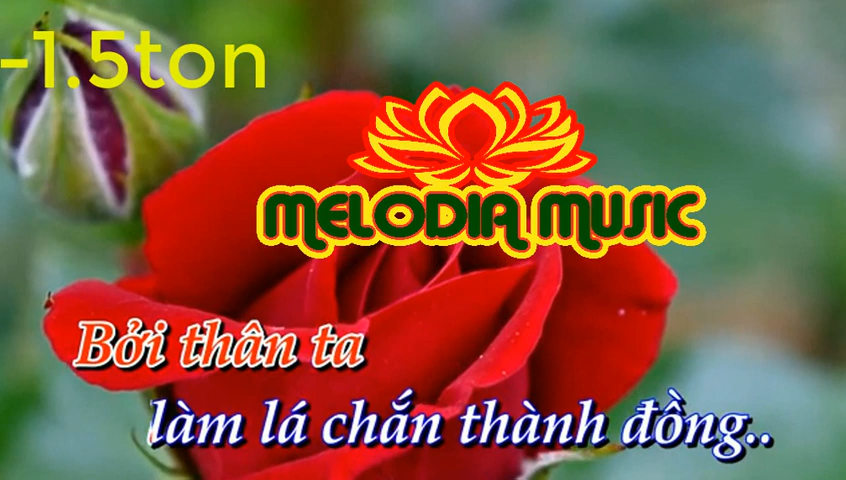 -1.5ton
MELODIA MUSIC
Bởi thân ta
làm lá chắn thành đồng..